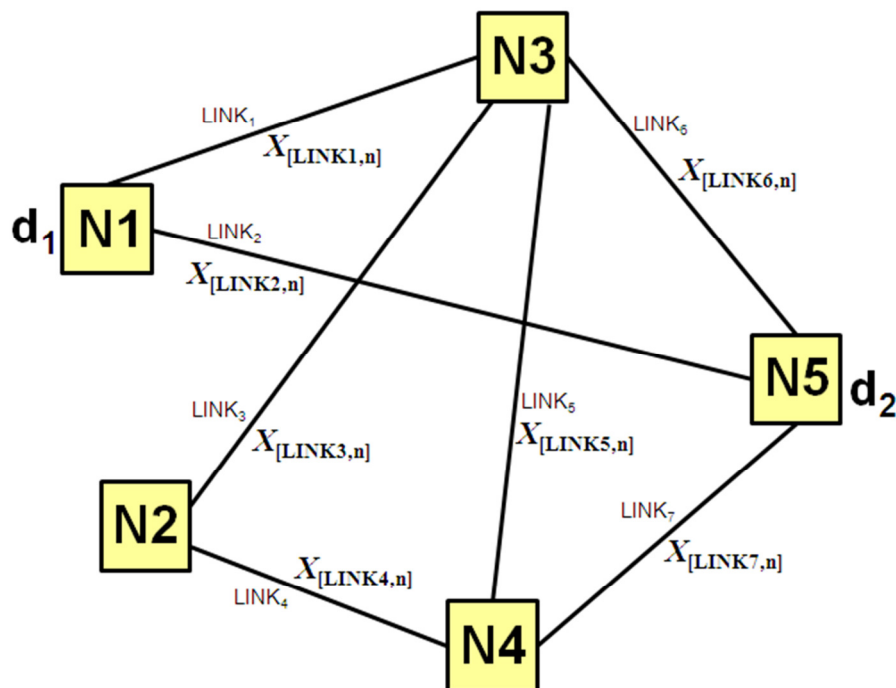 N3
LINK₁
X[LINK1,n]
LINK₆
X[LINK6,n]
d₁
N1
LINK₂
X[LINK2,n]
N5
d₂
LINK₃
X[LINK3,n]
LINK₅
X[LINK5,n]
N2
X[LINK4,n]
LINK₄
LINK₇
X[LINK7,n]
N4